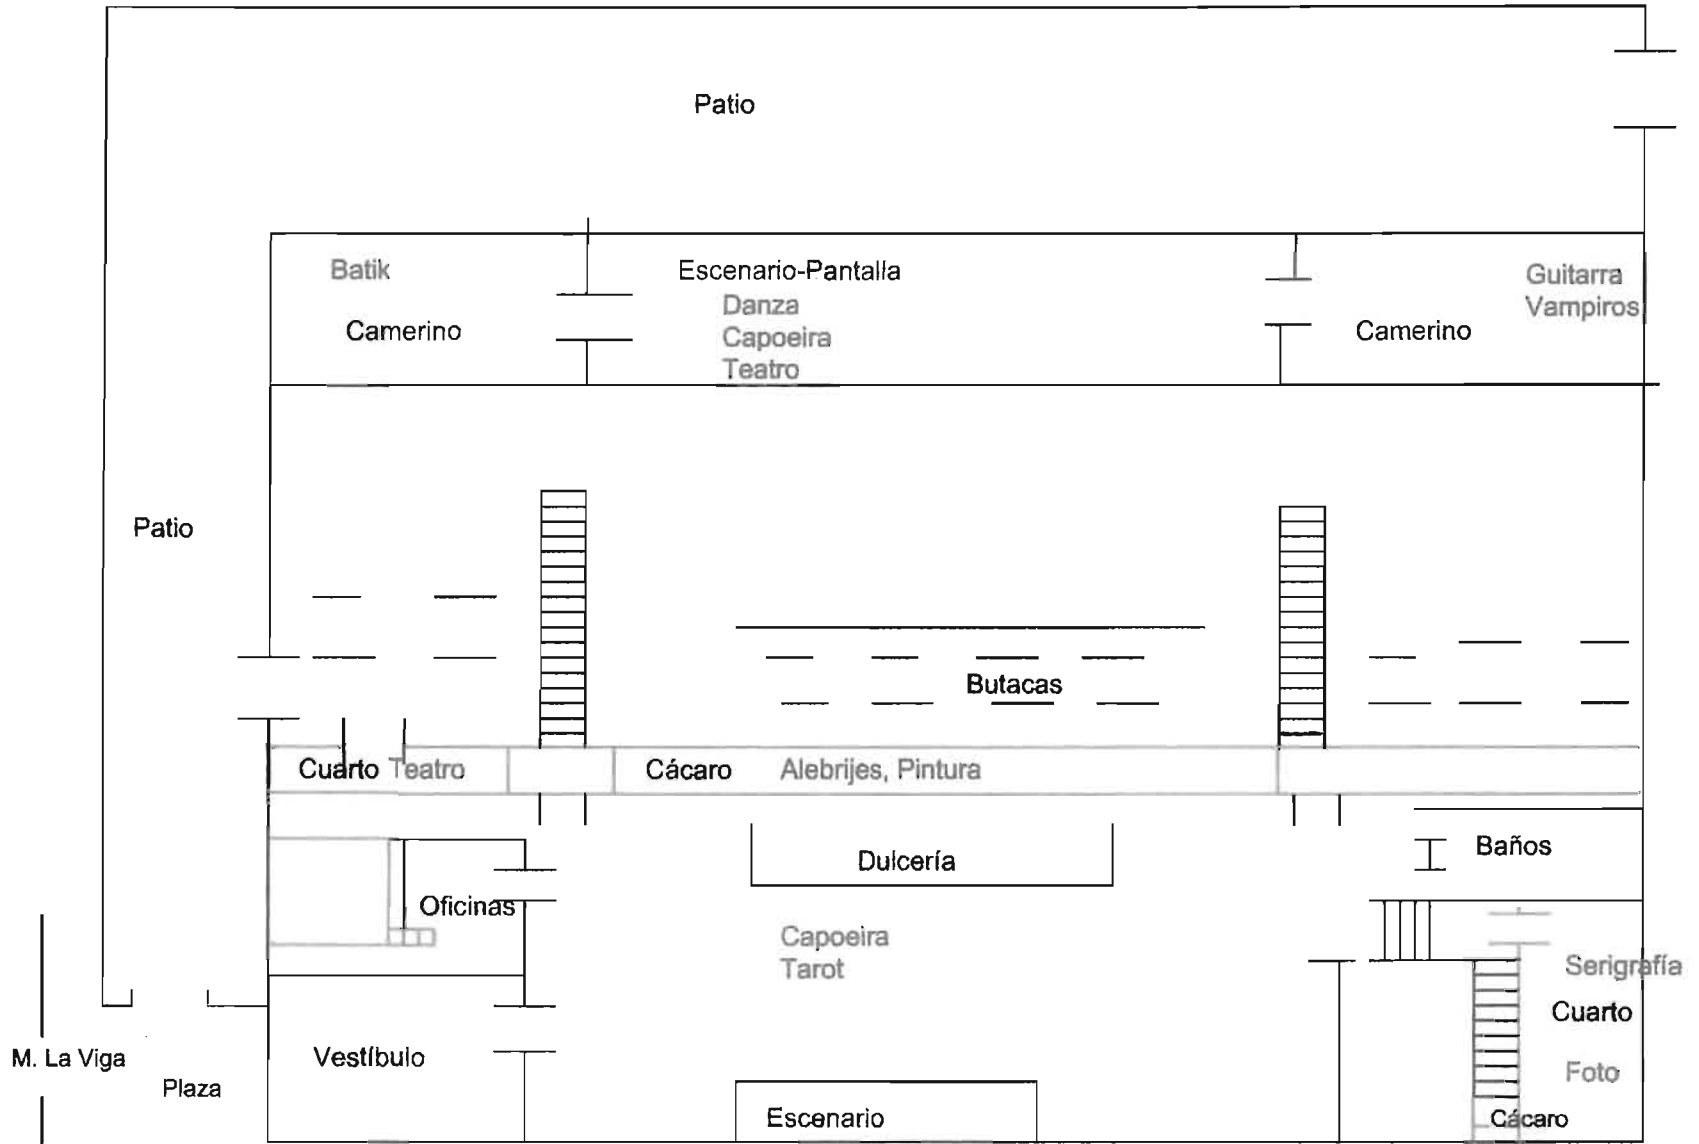 Patio
Batik
Escenario-Pantalla
Guitarra
Danza
Vampiros
Camerino
Capoeira
Camerino
Teatro
Patio
Butacas
Cuarto Teatro
Cácaro
Alebrijes, Pintura
Baños
Dulcería
Oficinas
Capoeira
Tarot
Serigrafía
Cuarto
M. La Viga
Vestíbulo
Foto
Plaza
Escenario
Cácaro